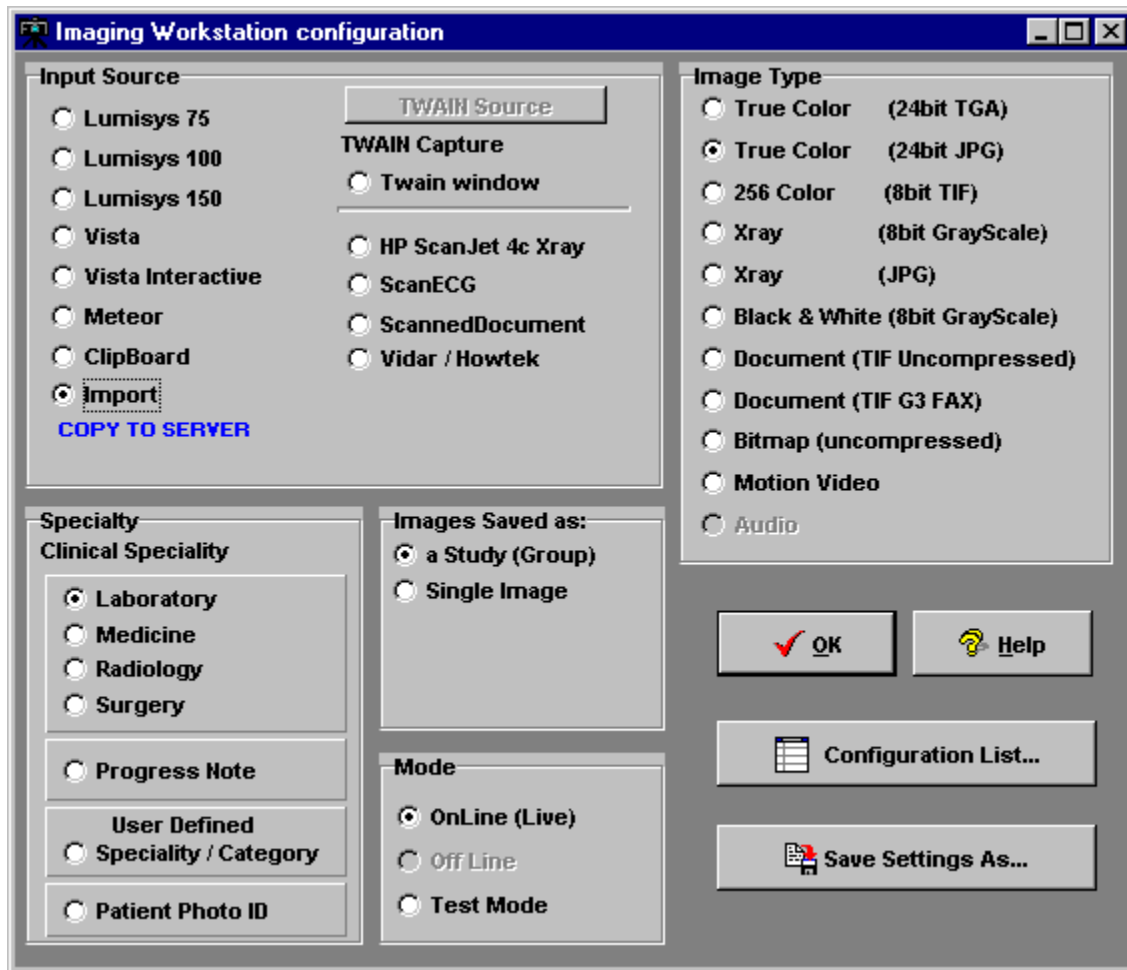 Imaging Workstation configuration
Input Source
Lumisys 75
Lumisys 100
Lumisys 150
Vista
Vista Interactive
Meteor
ClipBoard
Import
COPY TO SERVER
TWAIN Source
TWAIN Capture
Twain window
HP ScanJet 4c Xray
ScanECG
ScannedDocument
Vidar / Howtek
Image Type
True Color (24bit TGA)
True Color (24bit JPG)
256 Color (8bit TIF)
Xray (8bit GrayScale)
Xray (JPG)
Black & White (8bit GrayScale)
Document (TIF Uncompressed)
Document (TIF G3 FAX)
Bitmap (uncompressed)
Motion Video
Audio
Specialty
Clinical Speciality
Laboratory
Medicine
Radiology
Surgery
Progress Note
User Defined
Speciality / Category
Patient Photo ID
Images Saved as:
a Study (Group)
Single Image
Mode
OnLine (Live)
Off Line
Test Mode
OK
Help
Configuration List...
Save Settings As...